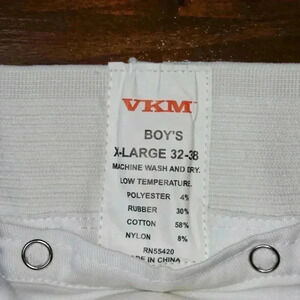 VKM
BOY'S
X-LARGE 32-38
MACHINE WASH AND DRY.
LOW TEMPERATURE.
POLYESTER 4%
RUBBER 30%
COTTON 58%
NYLON 8%
RN55420
MADE IN CHINA